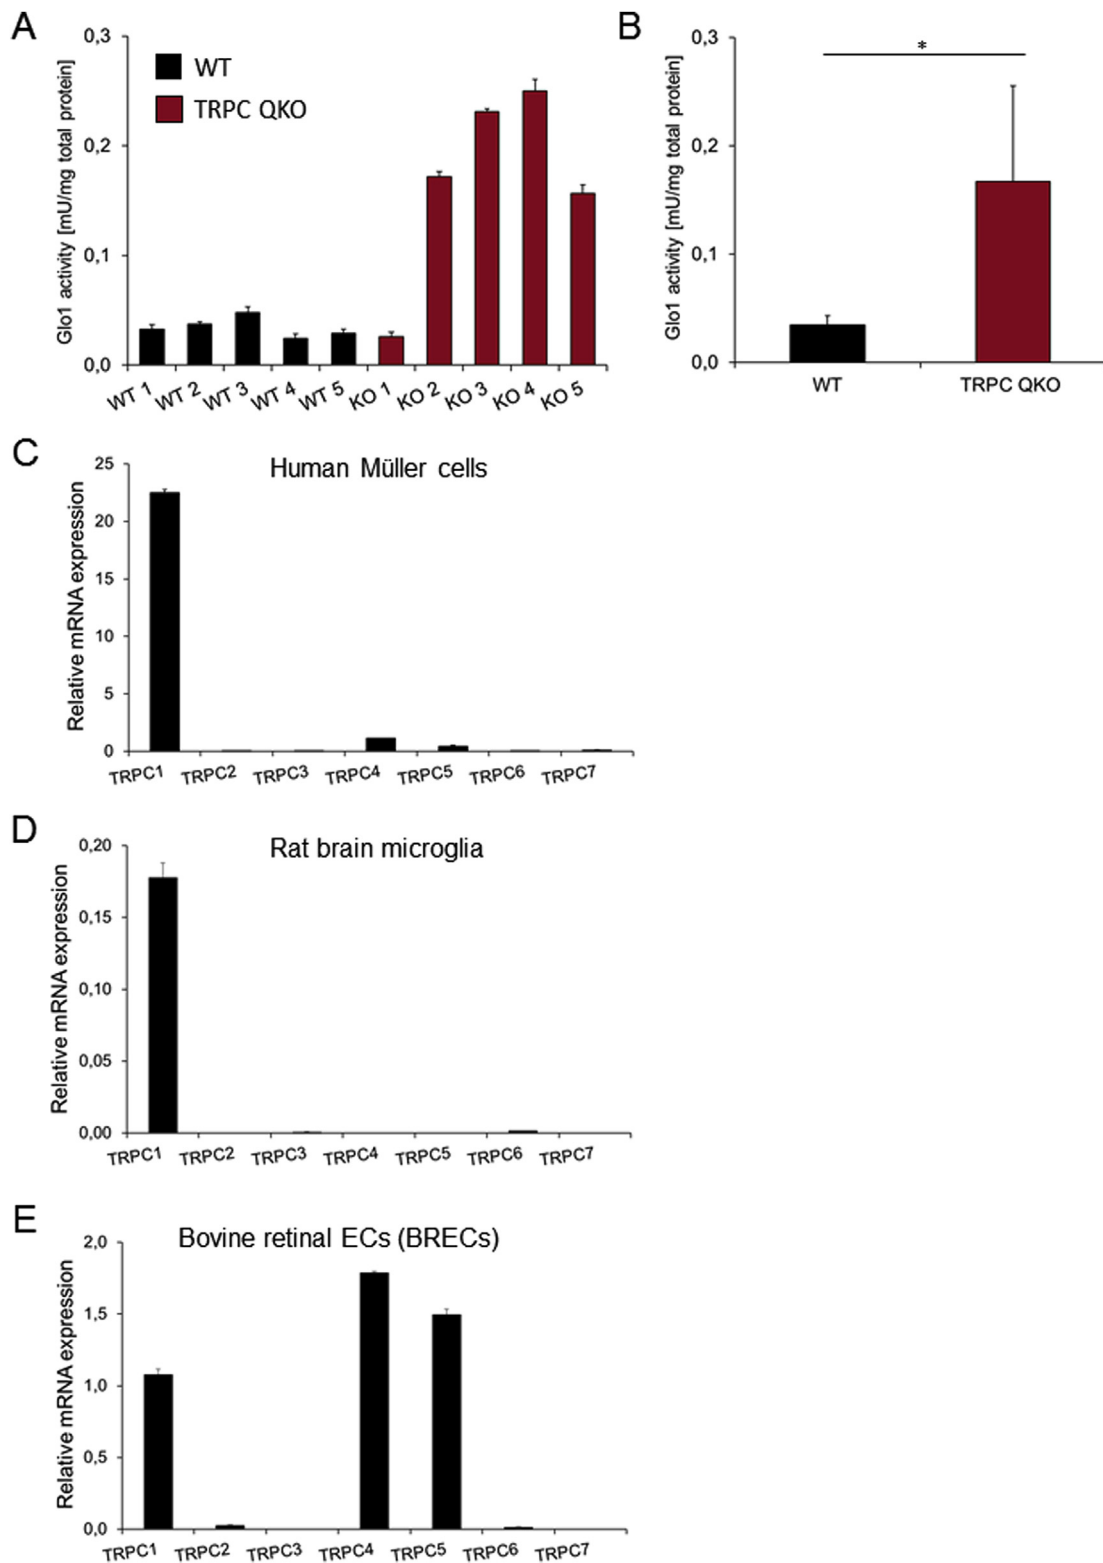 A
Glo1 activity [mU/mg total protein]
0,3
0,2
0,1
0,0
WT
TRPC QKO
WT 1 WT 2 WT 3 WT 4 WT 5 KO 1 KO 2 KO 3 KO 4 KO 5
B
Glo1 activity [mU/mg total protein]
0,3
0,2
0,1
0,0
*
WT TRPC QKO
C
Human Müller cells
Relative mRNA expression
25
20
15
10
5
0
TRPC1 TRPC2 TRPC3 TRPC4 TRPC5 TRPC6 TRPC7
D
Rat brain microglia
Relative mRNA expression
0,20
0,15
0,10
0,05
0,00
TRPC1 TRPC2 TRPC3 TRPC4 TRPC5 TRPC6 TRPC7
E
Bovine retinal ECs (BRECs)
Relative mRNA expression
2,0
1,5
1,0
0,5
0,0
TRPC1 TRPC2 TRPC3 TRPC4 TRPC5 TRPC6 TRPC7